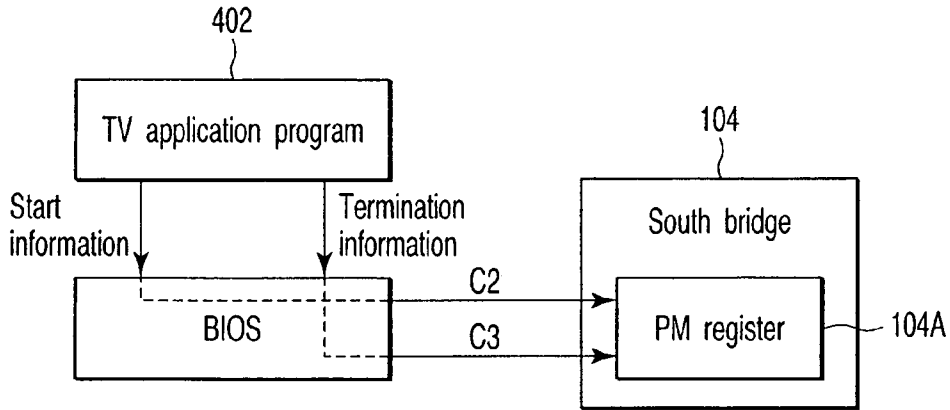 402
TV application program
104
Start
information
Termination
information
South bridge
C2
BIOS
PM register
104A
C3